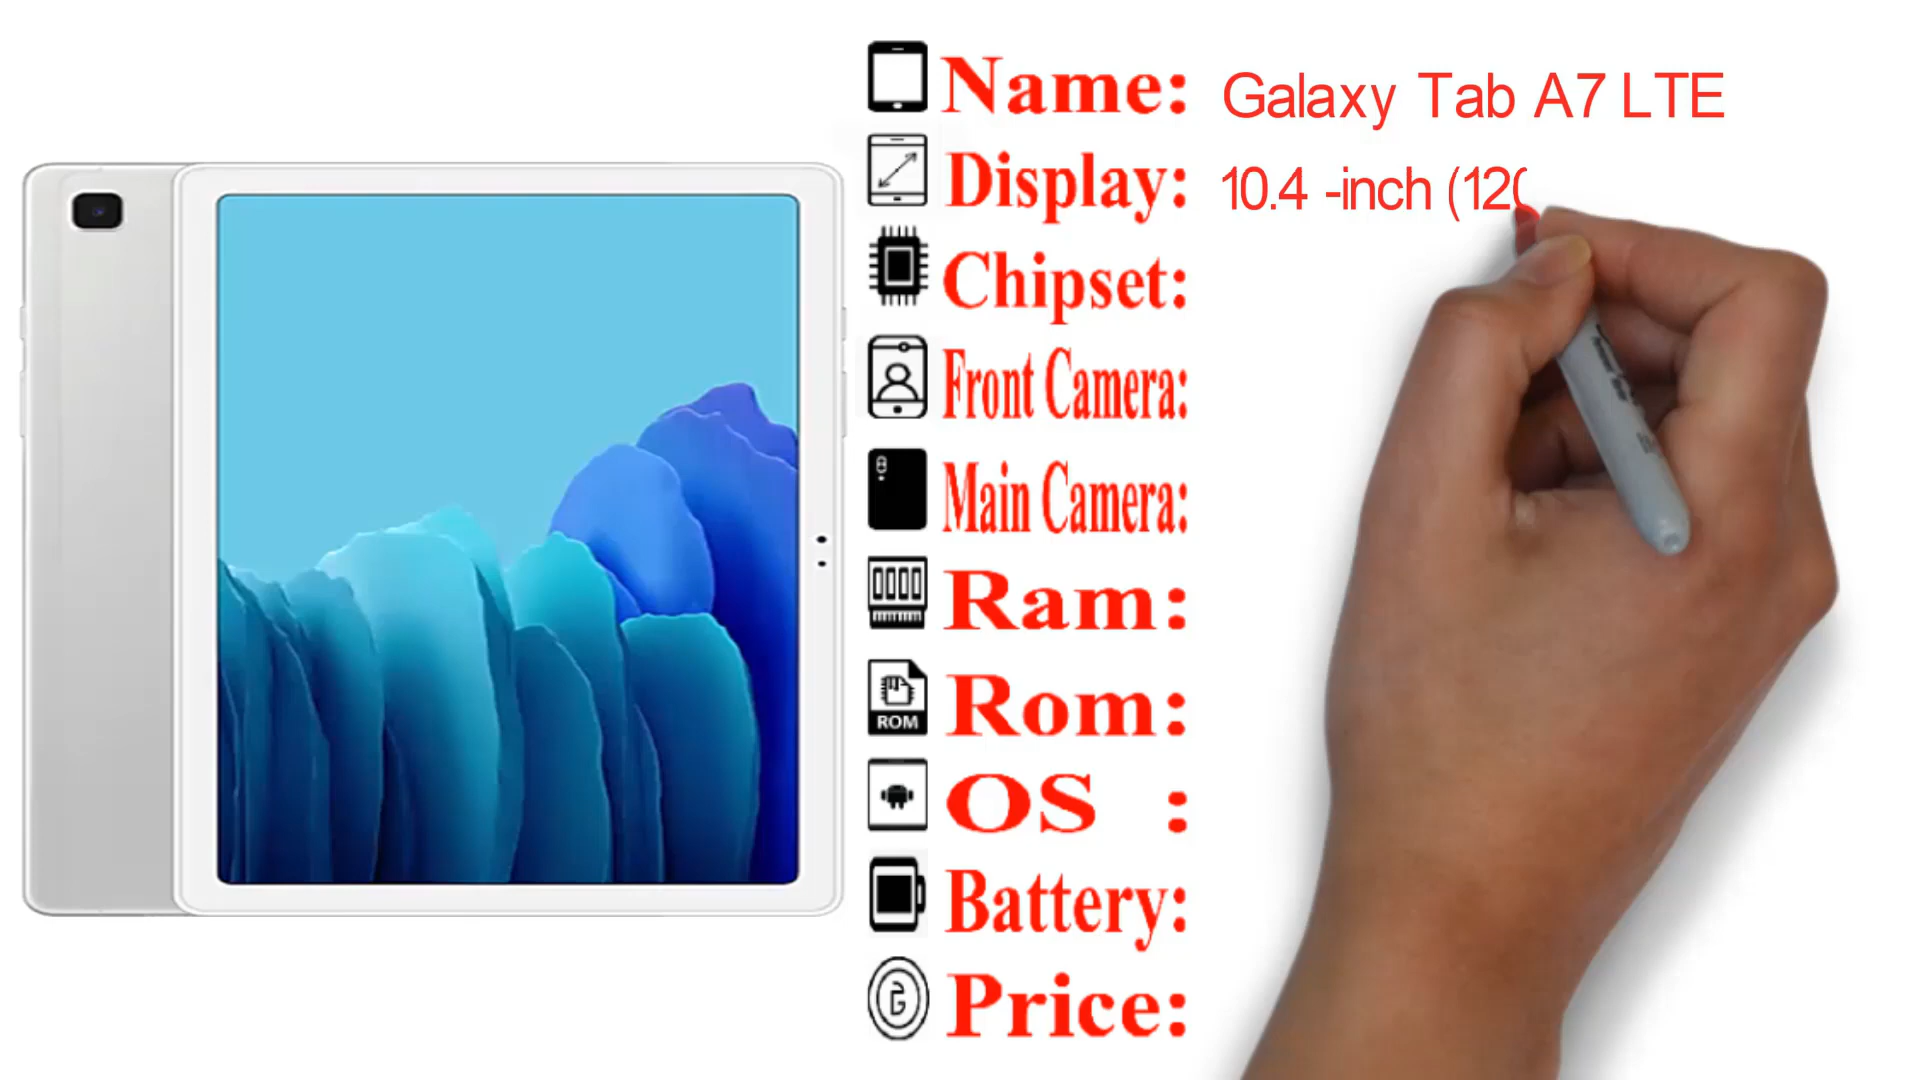 Name: Galaxy Tab A7 LTE
Display: 10.4 -inch (120
Chipset:
Front Camera:
Main Camera:
Ram:
ROM
Rom:
OS :
Battery:
Price: